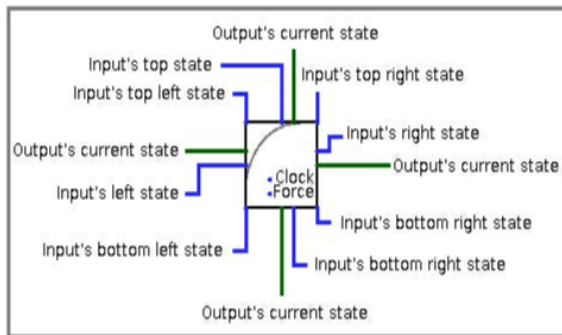 Output's current state
Input's top state
Input's top right state
Input's top left state
Input's right state
Output's current state
Clock
Output's current state
Force
Input's left state
Input's bottom right state
Input's bottom left state
Input's bottom right state
Output's current state